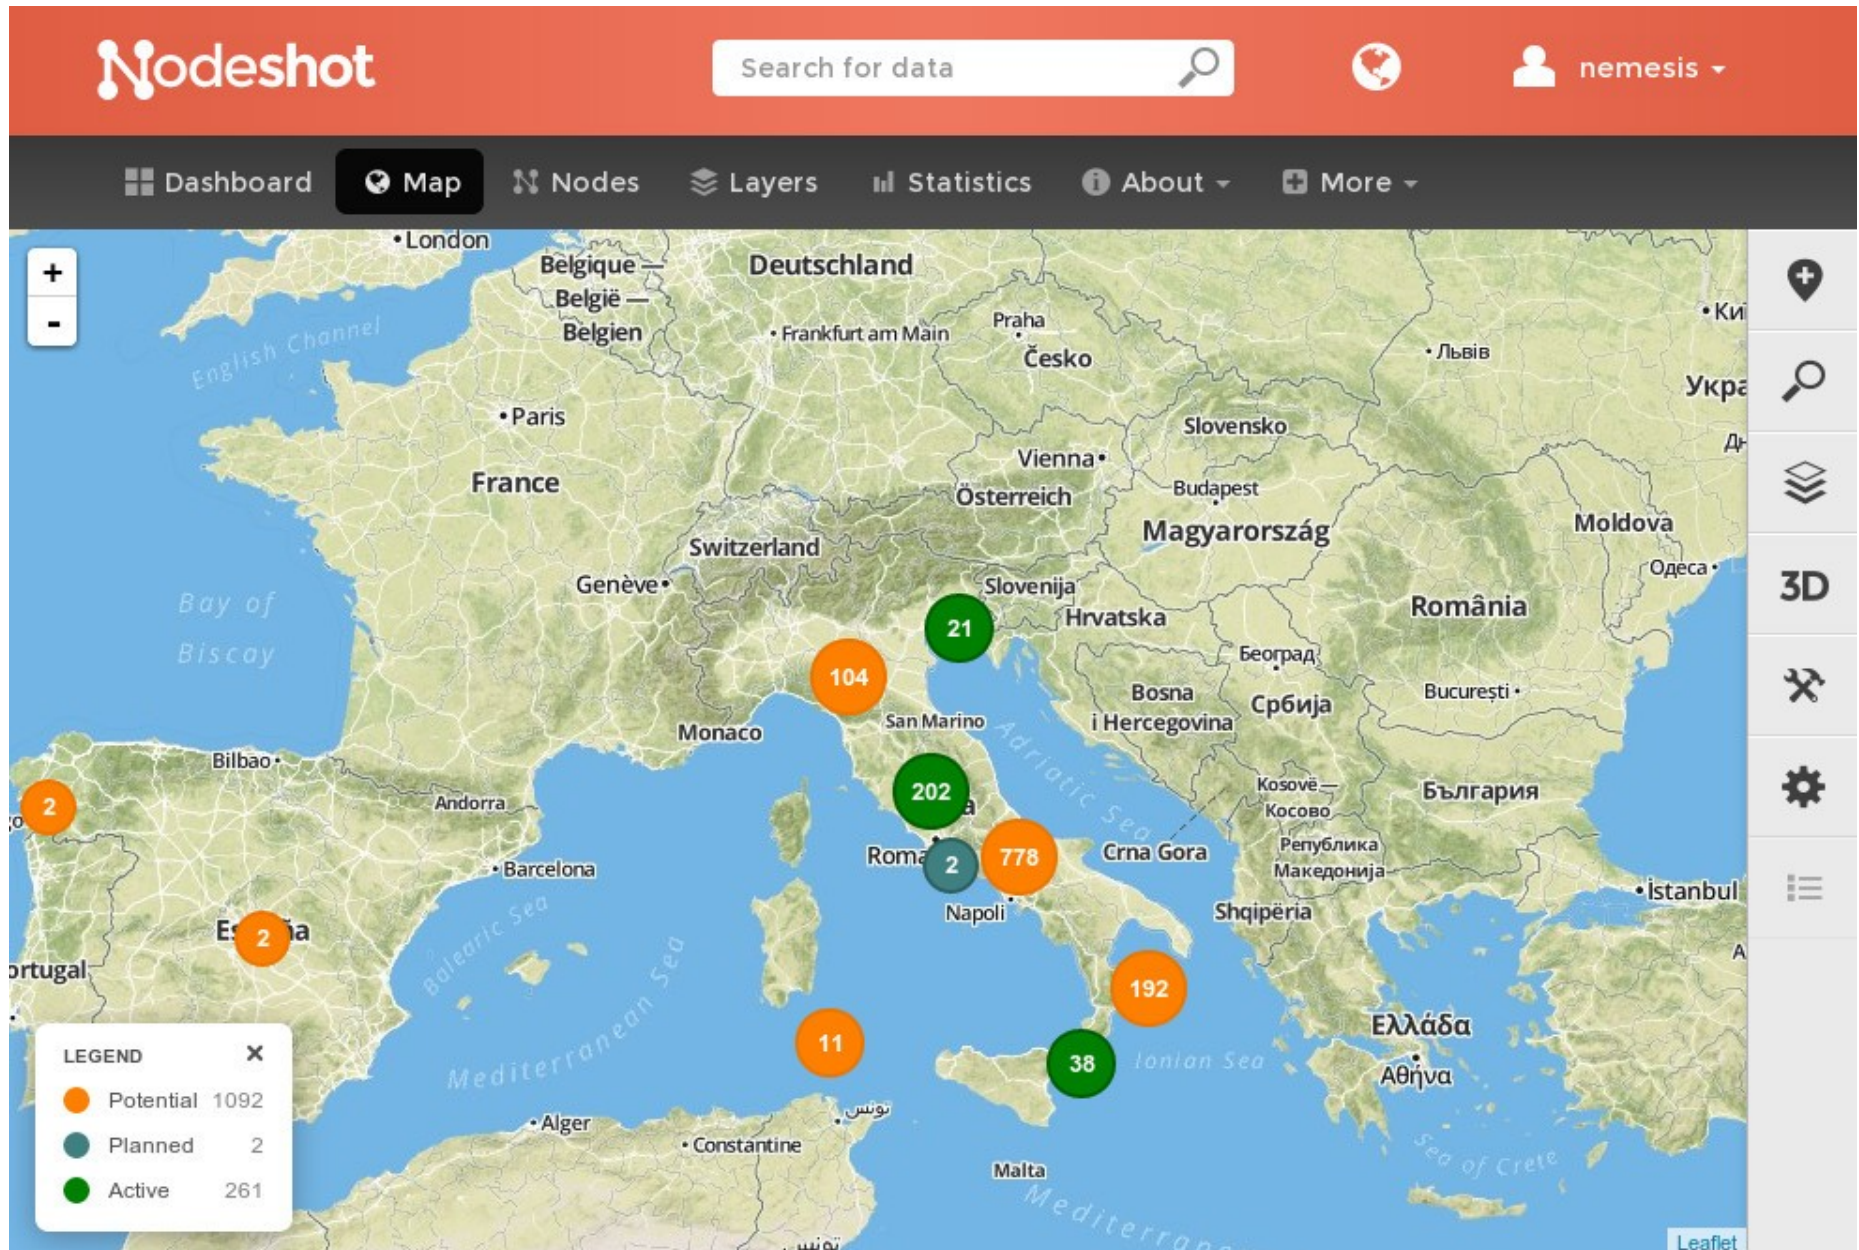 Nodeshot
Search for data
nemesis
Dashboard
Map
Nodes
Layers
Statistics
About
More
+
-
London
Belgique —
België —
Belgien
Deutschland
Frankfurt am Main
Praha
Česko
Львів
English Channel
Paris
France
Slovensko
Vienna
Österreich
Budapest
Magyarország
Moldova
Одеса
Switzerland
Genève
Slovenija
Hrvatska
România
3D
Bay of
Biscay
21
104
Београд
Bosna
i Hercegovina
Србија
București
San Marino
Monaco
Adriatic Sea
Bilbao
Andorra
202
Kosovë —
Косово
България
2
Barcelona
Roma
2
778
Crna Gora
Република
Македонија
İstanbul
Napoli
Shqipëria
Balearic Sea
2
ortugal
Mediterranean Sea
192
11
38
Ionian Sea
Ελλάδα
Αθήνα
LEGEND
Potential 1092
Planned 2
Active 261
Alger
Constantine
تونس
Malta
Sea of Crete
Mediterr
Leaflet